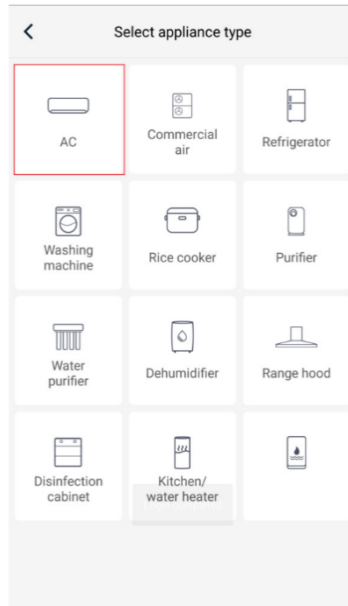 Select appliance type
AC
Commercial
air
Refrigerator
Washing
machine
Rice cooker
Purifier
Water
purifier
Dehumidifier
Range hood
Disinfection
cabinet
Kitchen/
water heater